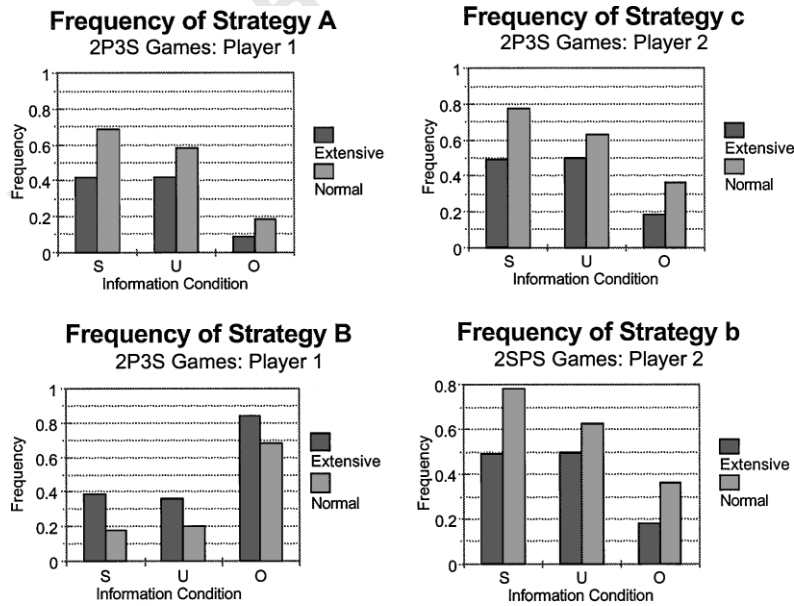 Frequency of Strategy A
2P3S Games: Player 1
1
0.8
0.6
0.4
0.2
0
Frequency
S U O
Information Condition
Extensive
Normal
Frequency of Strategy c
2P3S Games: Player 2
1
0.8
0.6
0.4
0.2
0
Frequency
S U O
Information Condition
Extensive
Normal
Frequency of Strategy B
2P3S Games: Player 1
1
0.8
0.6
0.4
0.2
0
Frequency
S U O
Information Condition
Extensive
Normal
Frequency of Strategy b
2SPS Games: Player 2
0.8
0.6
0.4
0.2
0
Frequency
S U O
Information Condition
Extensive
Normal